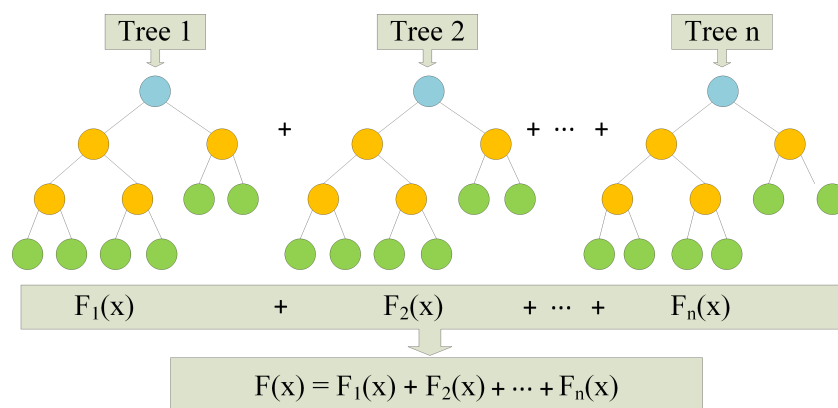 Tree 1 Tree 2 Tree n
+ + ··· +
F₁(x) + F₂(x) + ··· + Fₙ(x)
F(x) = F₁(x) + F₂(x) + ··· + Fₙ(x)